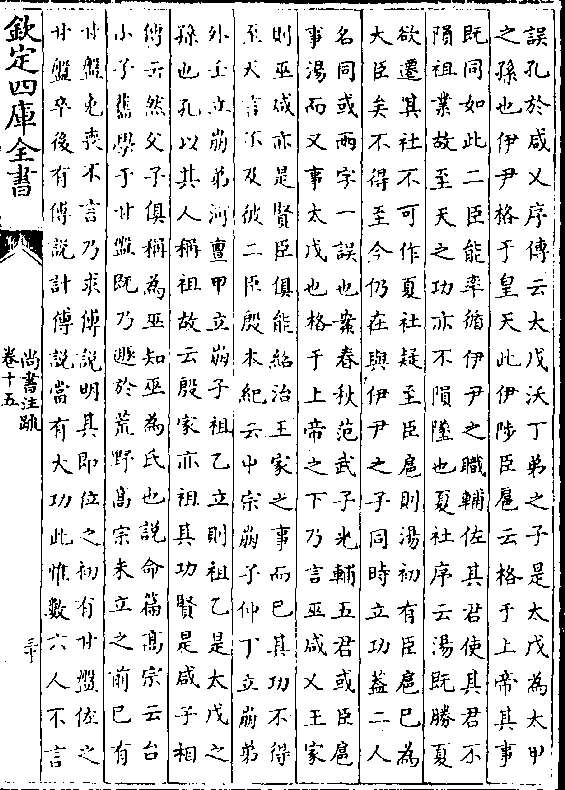 誤孔於咸乂序傳云太戊沃丁弟之子是太戊為太甲
之孫也伊尹格于皇天此伊陟臣扈云格于上帝其事
既同如此二臣能率循伊尹之職輔佐其君使其君不
隕祖業故至天之功亦不隕墜也夏社序云湯既勝夏
欲遷其社不可作夏社疑至臣扈則湯初有臣扈已為
大臣矣不得至今仍在與伊尹之子同時立功蓋二人
名同或兩字一誤也案春秋范武子光輔五君或臣扈
事湯而又事太戊也格于上帝之下乃言巫咸乂王家
則巫咸亦是賢臣俱能紹治王家之事而已其功不得
至天言不及彼二臣殷本紀云中宗崩子仲丁立崩弟
外壬立崩弟河亶甲立崩子祖乙立則祖乙是太戊之
孫也孔以其人稱祖故云殷家亦祖其功賢是咸子相
傳云然父子俱稱為巫知巫為氏也說命篇髙宗云台
小子舊學于甘盤既乃遯於荒野髙宗未立之前已有
甘盤免喪不言乃求傅說明其即位之初有甘盤佐之
甘盤卒後有傅說計傅說當有大功此惟數六人不言
欽定四庫全書
尚書注疏
卷十五
三十